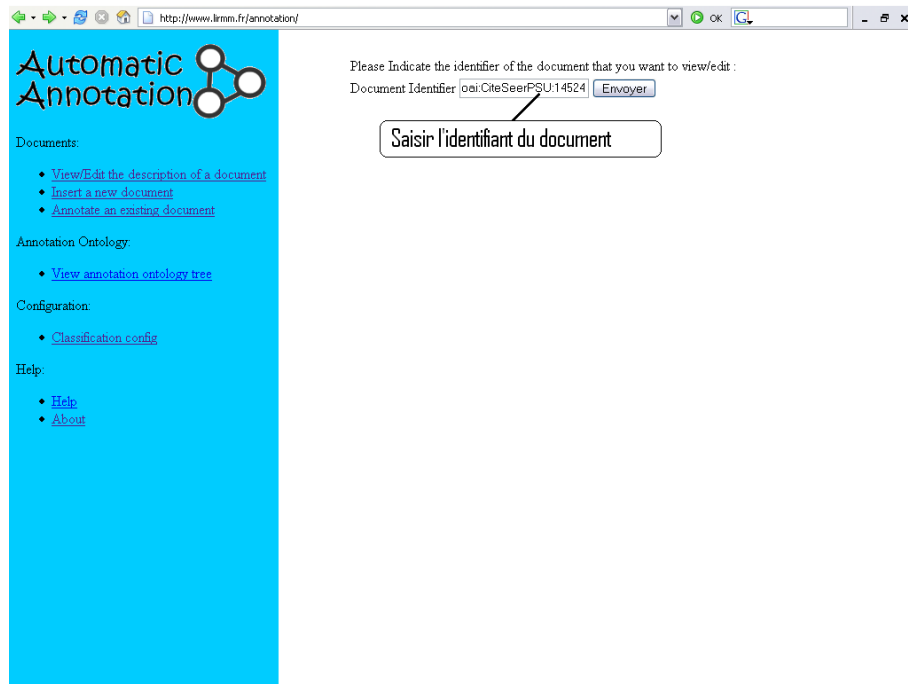 http://www.lirmm.fr/annotation/
OK
G
Automatic
Annotation
Please Indicate the identifier of the document that you want to view/edit :
Document Identifier oai:CiteSeerPSU:14524 Envoyer
Saisir l'identifiant du document
Documents:
View/Edit the description of a document
Insert a new document
Annotate an existing document
Annotation Ontology:
View annotation ontology tree
Configuration:
Classification config
Help:
Help
About